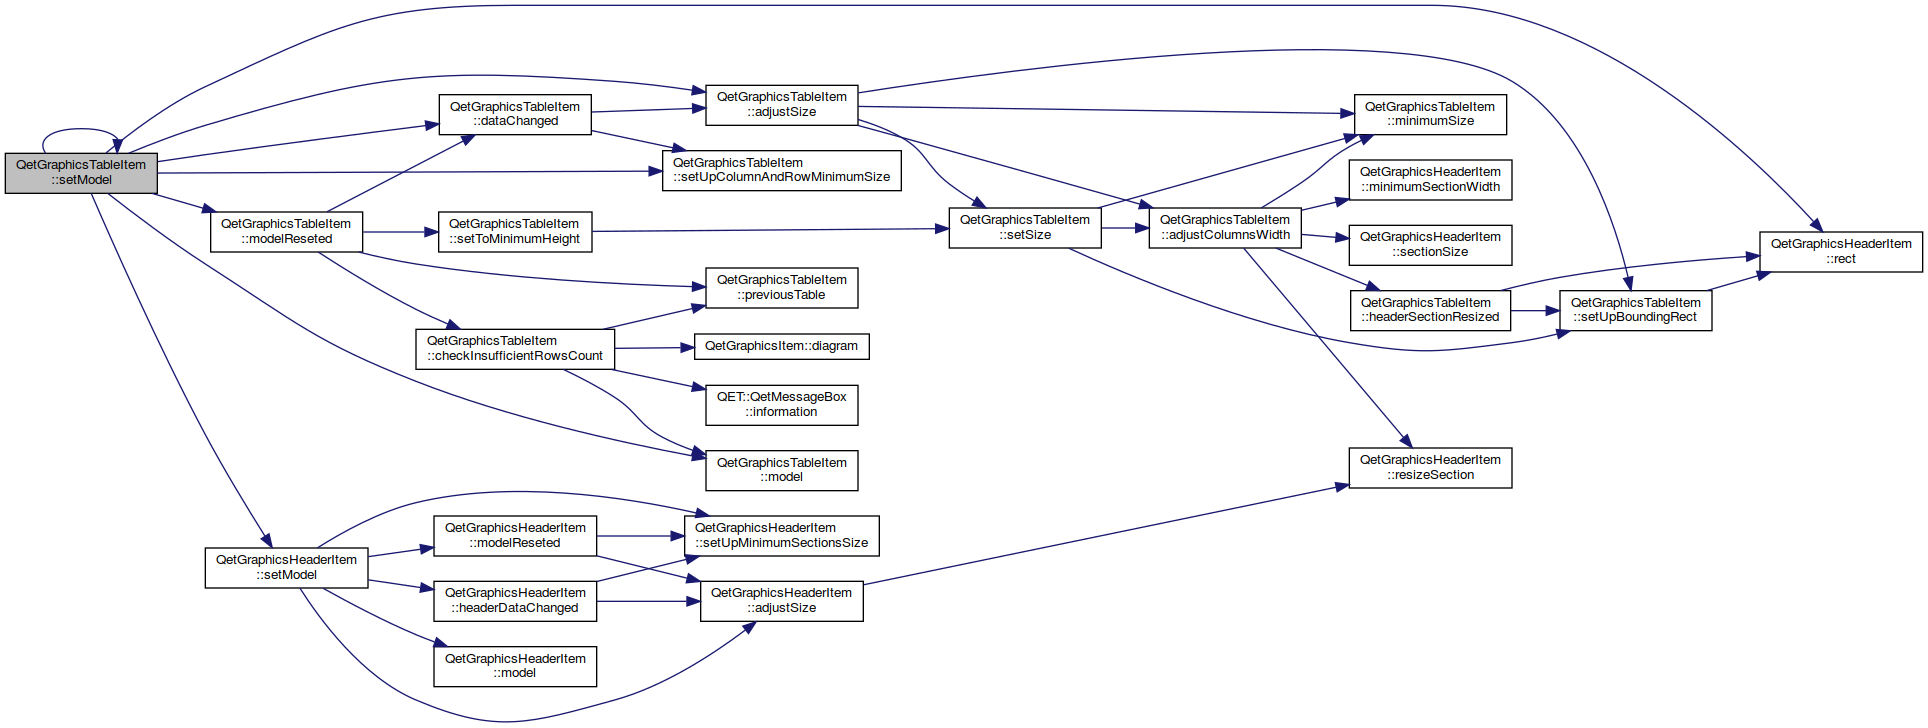 QetGraphicsTableItem
::setModel
QetGraphicsTableItem
::dataChanged
QetGraphicsTableItem
::modelReseted
QetGraphicsTableItem
::setToMinimumHeight
QetGraphicsTableItem
::checkInsufficientRowsCount
QetGraphicsHeaderItem
::setModel
QetGraphicsHeaderItem
::modelReseted
QetGraphicsHeaderItem
::headerDataChanged
QetGraphicsHeaderItem
::model
QetGraphicsTableItem
::adjustSize
QetGraphicsTableItem
::setUpColumnAndRowMinimumSize
QetGraphicsTableItem
::previousTable
QetGraphicsItem::diagram
QET::QetMessageBox
::information
QetGraphicsTableItem
::model
QetGraphicsHeaderItem
::setUpMinimumSectionsSize
QetGraphicsHeaderItem
::adjustSize
QetGraphicsTableItem
::setSize
QetGraphicsTableItem
::adjustColumnsWidth
QetGraphicsTableItem
::minimumSize
QetGraphicsHeaderItem
::minimumSectionWidth
QetGraphicsHeaderItem
::sectionSize
QetGraphicsTableItem
::headerSectionResized
QetGraphicsHeaderItem
::resizeSection
QetGraphicsTableItem
::setUpBoundingRect
QetGraphicsHeaderItem
::rect